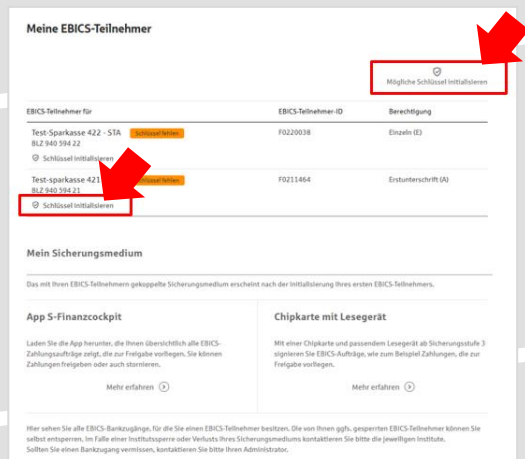 Meine EBICS-Teilnehmer
Mögliche Schlüssel initialisieren
EBICS-Teilnehmer für EBICS-Teilnehmer-ID Berechtigung
Test-Sparkasse 422 - STA Schlüssel fehlen F0220038 Einzeln (E)
BLZ 940 594 22
Schlüssel initialisieren
Test-sparkasse 421 fehlen F0211464 Erstunterschrift (A)
BLZ 940 594 21
Schlüssel initialisieren
Mein Sicherungsmedium
Das mit Ihren EBICS-Teilnehmern gekoppelte Sicherungsmedium erscheint nach der Initialisierung Ihres ersten EBICS-Teilnehmers.
App S-Finanzcockpit
Laden Sie die App herunter, die Ihnen übersichtlich alle EBICS-
Zahlungsaufträge zeigt, die zur Freigabe vorliegen. Sie können
Zahlungen freigeben oder auch stornieren.
Mehr erfahren
Chipkarte mit Lesegerät
Mit einer Chipkarte und passendem Lesegerät ab Sicherungsstufe 3
signieren Sie EBICS-Aufträge, wie zum Beispiel Zahlungen, die zur
Freigabe vorliegen.
Mehr erfahren
Hier sehen Sie alle EBICS-Bankzugänge, für die Sie einen EBICS-Teilnehmer besitzen. Die von Ihnen ggfs. gesperrten EBICS-Teilnehmer können Sie
selbst entsperren. Im Falle einer Institutssperre oder Verlusts Ihres Sicherungsmediums kontaktieren Sie bitte die jeweiligen Institute.
Sollten Sie einen Bankzugang vermissen, kontaktieren Sie bitte Ihren Administrator.